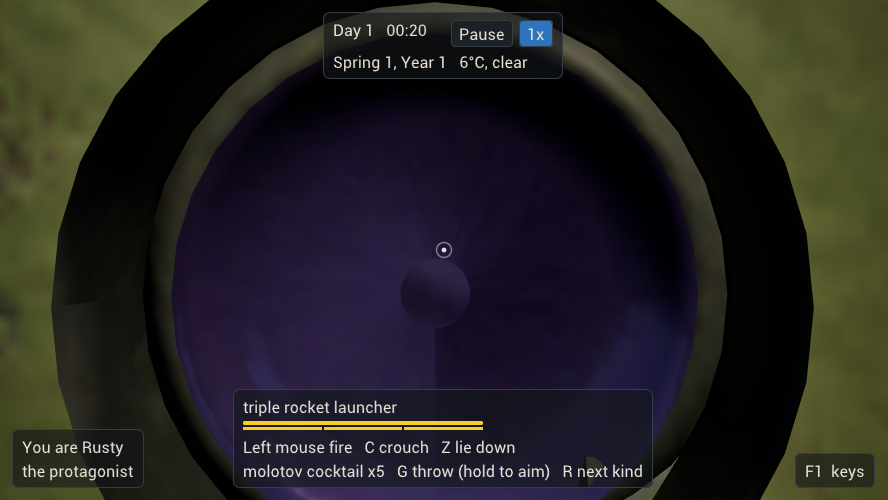 Day 1 00:20 Pause 1x
Spring 1, Year 1 6°C, clear
triple rocket launcher
Left mouse fire C crouch Z lie down
molotov cocktail x5 G throw (hold to aim) R next kind
You are Rusty
the protagonist
F1 keys